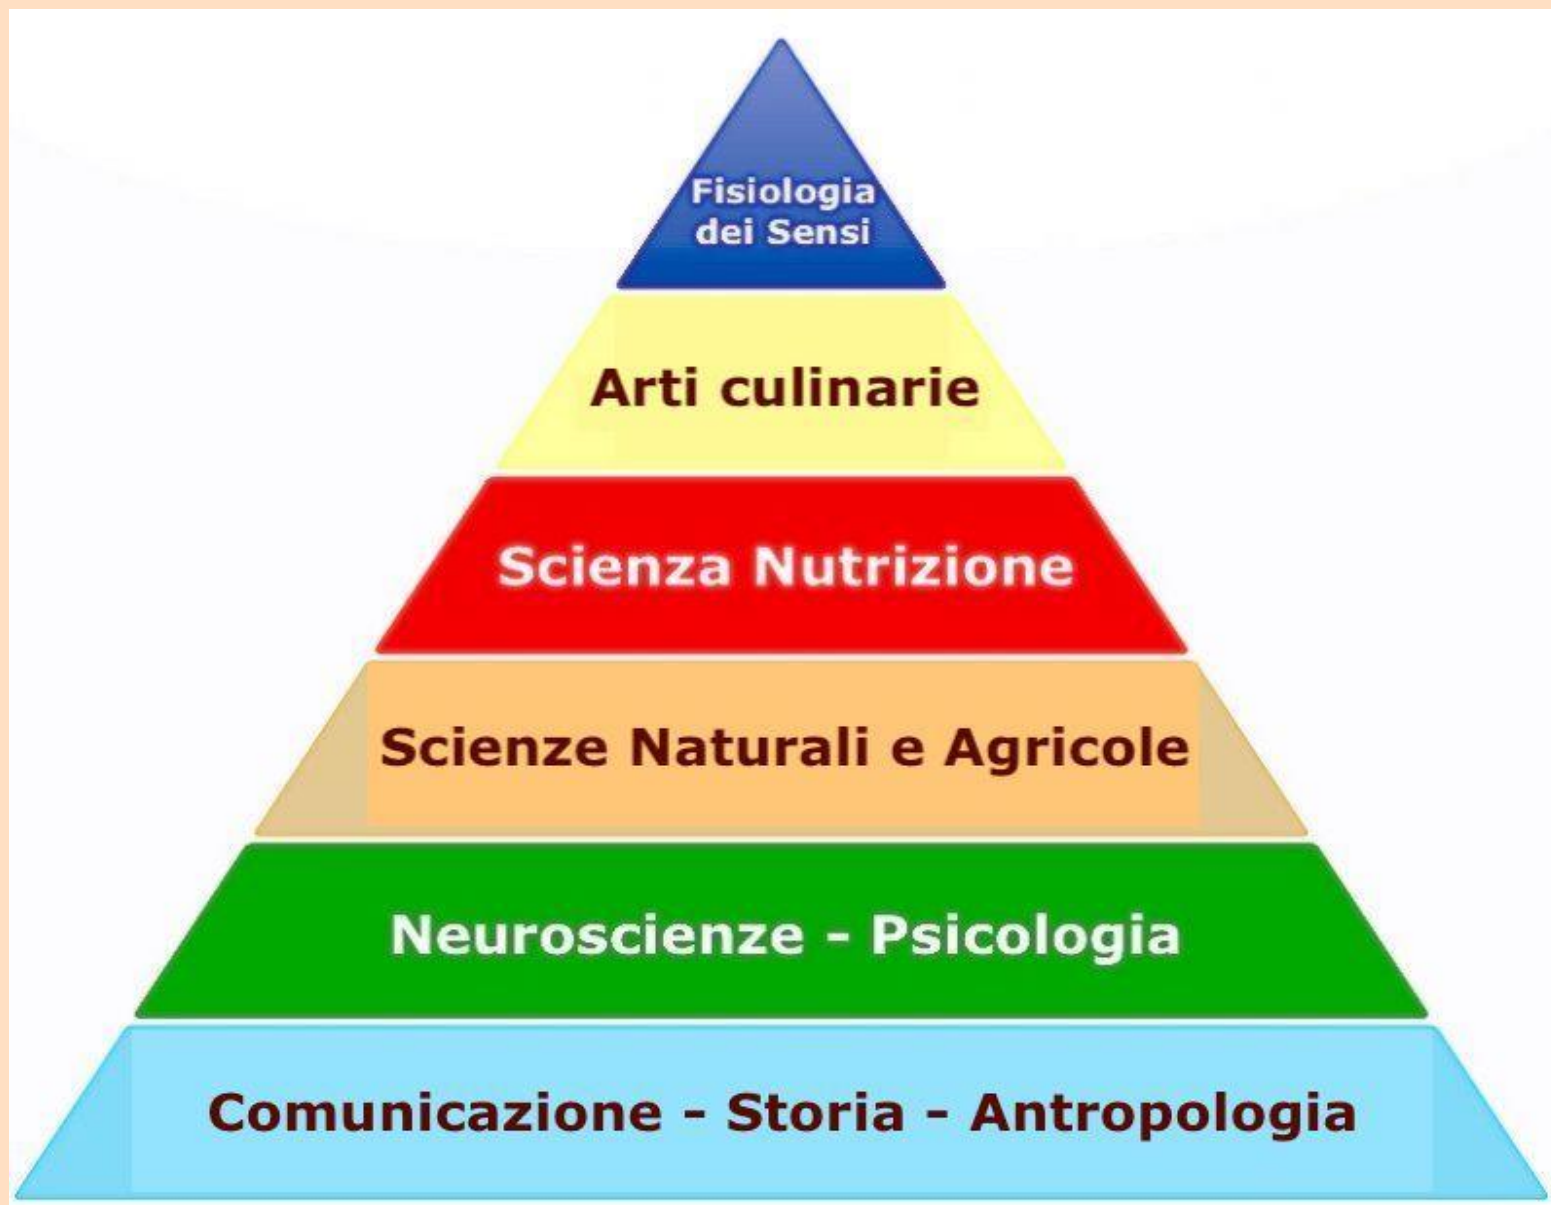 Fisiologia
dei Sensi
Arti culinarie
Scienza Nutrizione
Scienze Naturali e Agricole
Neuroscienze - Psicologia
Comunicazione - Storia - Antropologia